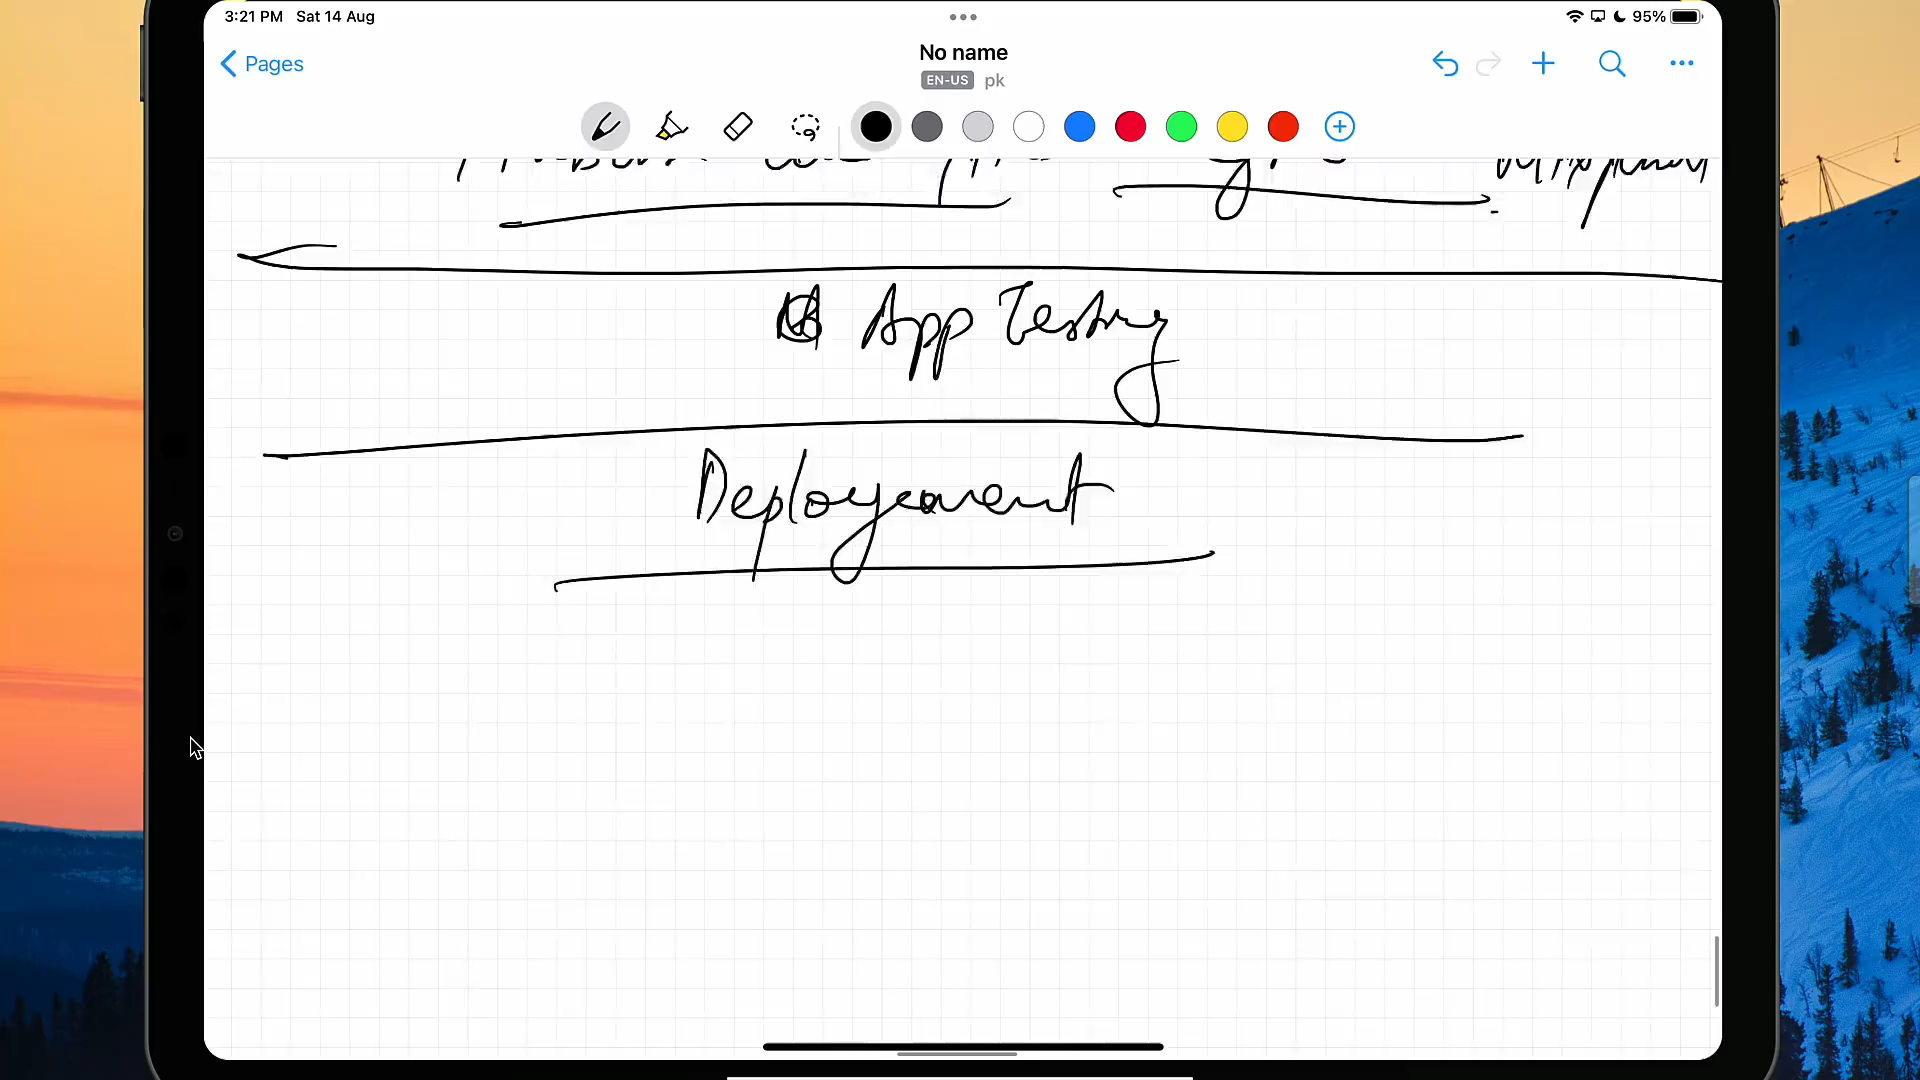 3:21 PM Sat 14 Aug
95%
Pages
No name
EN-US pk
App Testing
Deployement